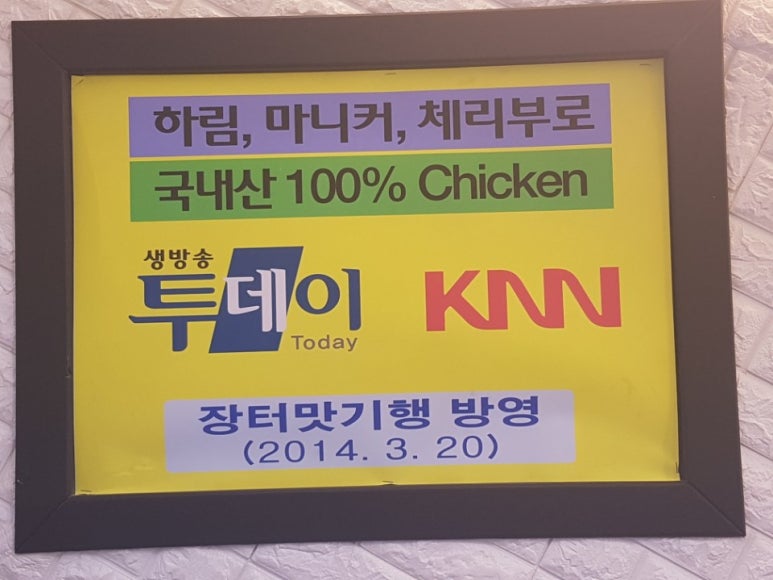 하림, 마니커, 체리부로
국내산 100% Chicken
생방송
투데이
Today
KNN
장터맛기행 방영
(2014. 3. 20)